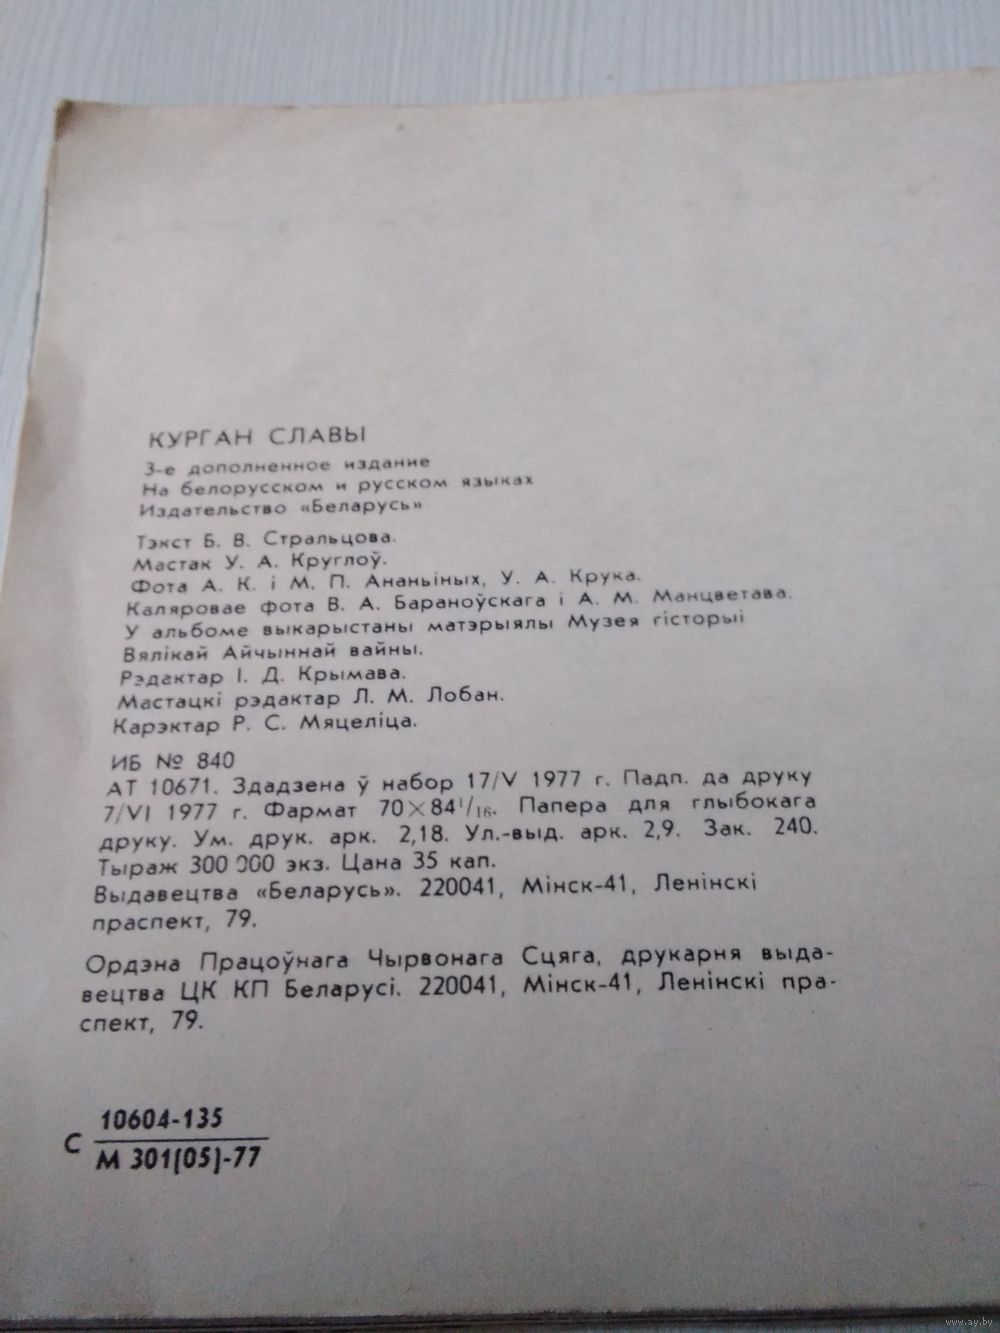 КУРГАН СЛАВЫ
3-е дополненное издание
На белорусском и русском языках
Издательство «Беларусь»
Тэкст Б. В. Стральцова.
Мастак У. А. Круглоў.
Фота А. К. і М. П. Ананьіных, У. А. Крука.
Каляровае фота В. А. Бараноўскага і А. М. Манцветава.
У альбоме выкарыстаны матэрыялы Музея гісторыі
Вялікай Айчыннай вайны.
Рэдактар І. Д. Крымава.
Мастацкі рэдактар Л. М. Лобан.
Карэктар Р. С. Мяцеліца.
ИБ № 840
АТ 10671. Здадзена ў набор 17/V 1977 г. Падп. да друку
7/VI 1977 г. Фармат 70×84¹/₁₆. Папера для глыбокага
друку. Ум. друк. арк. 2,18. Ул.-выд. арк. 2,9. Зак. 240.
Тыраж 300 000 экз. Цана 35 кап.
Выдавецтва «Беларусь». 220041, Мінск-41, Ленінскі
праспект, 79.
Ордэна Працоўнага Чырвонага Сцяга, друкарня выда-
вецтва ЦК КП Беларусі. 220041, Мінск-41, Ленінскі пра-
спект, 79.
10604-135
С
М 301(05)-77
www.ay.by